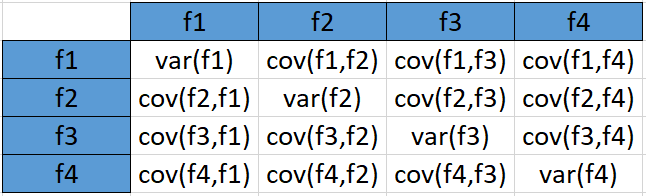 f1 f2 f3 f4
f1 var(f1) cov(f1,f2) cov(f1,f3) cov(f1,f4)
f2 cov(f2,f1) var(f2) cov(f2,f3) cov(f2,f4)
f3 cov(f3,f1) cov(f3,f2) var(f3) cov(f3,f4)
f4 cov(f4,f1) cov(f4,f2) cov(f4,f3) var(f4)